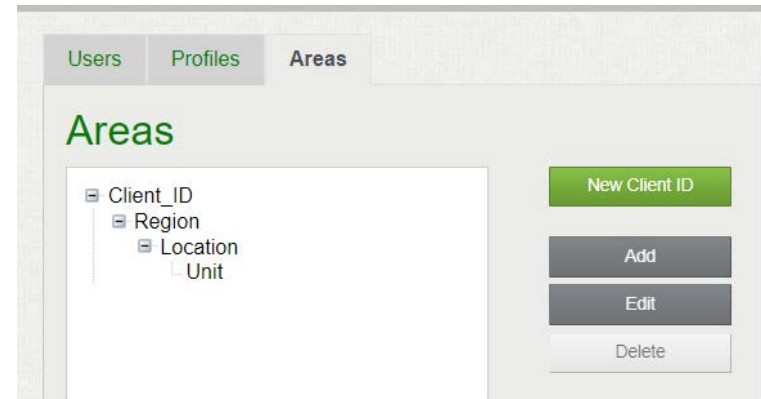 Users Profiles Areas
Areas
Client_ID
Region
Location
Unit
New Client ID
Add
Edit
Delete